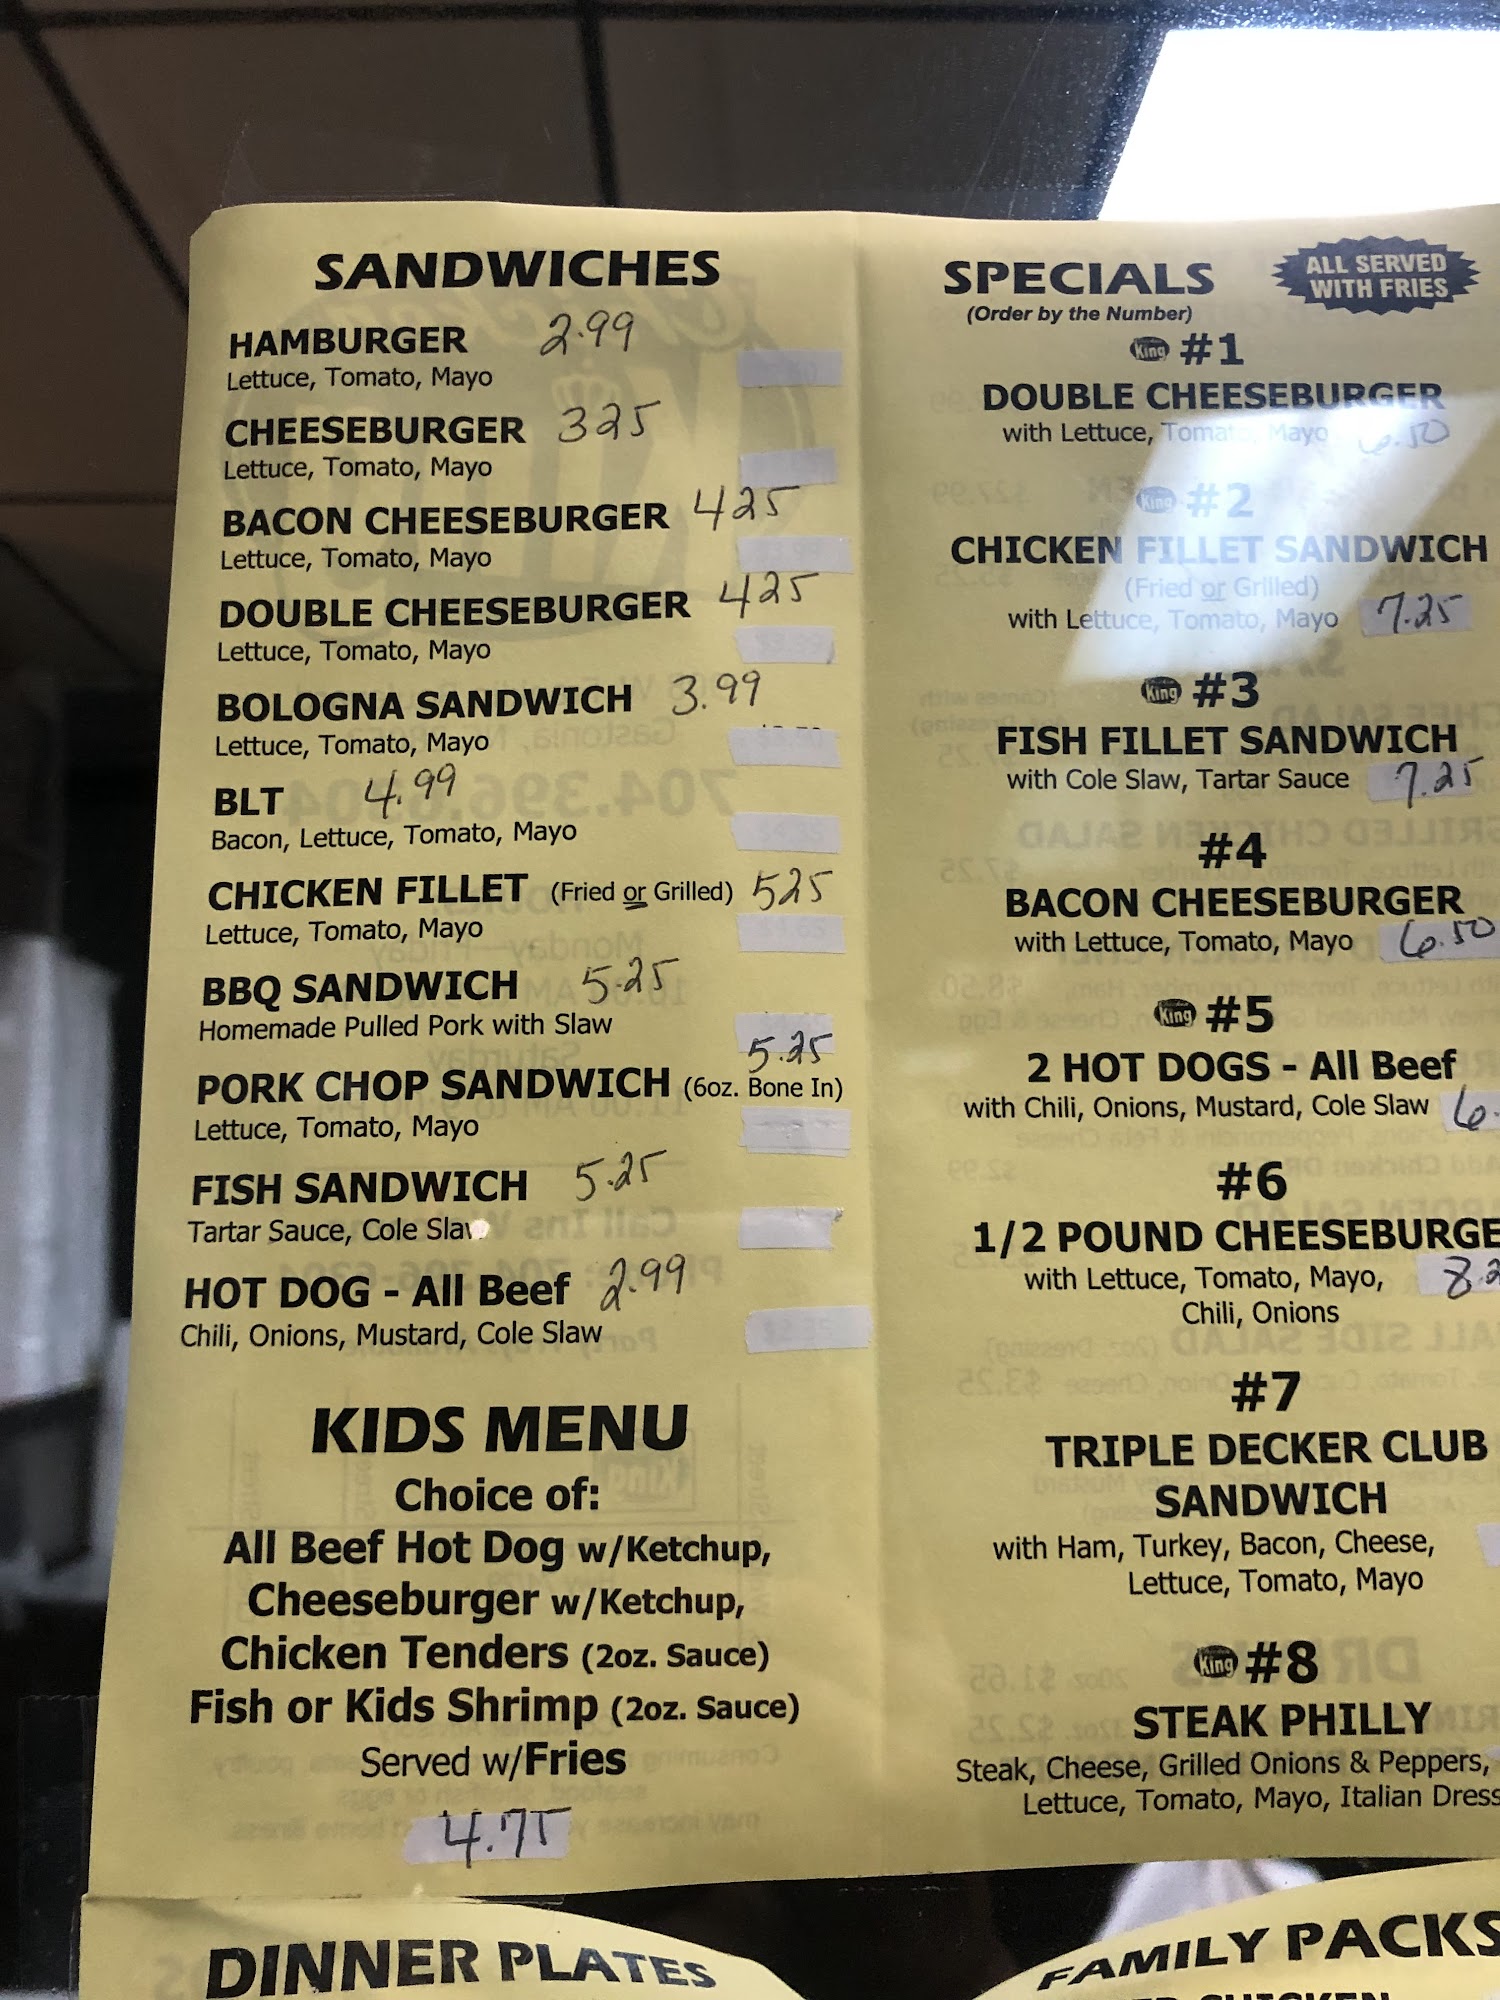 SANDWICHES
HAMBURGER 2.99
Lettuce, Tomato, Mayo
CHEESEBURGER 325
Lettuce, Tomato, Mayo
BACON CHEESEBURGER 425
Lettuce, Tomato, Mayo
DOUBLE CHEESEBURGER 425
Lettuce, Tomato, Mayo
BOLOGNA SANDWICH 3.99
Lettuce, Tomato, Mayo
BLT 4.99
Bacon, Lettuce, Tomato, Mayo
CHICKEN FILLET (Fried or Grilled) 525
Lettuce, Tomato, Mayo
BBQ SANDWICH 5.25
Homemade Pulled Pork with Slaw
5.25
PORK CHOP SANDWICH (6oz. Bone In)
Lettuce, Tomato, Mayo
FISH SANDWICH 5.25
Tartar Sauce, Cole Slaw
HOT DOG - All Beef 2.99
Chili, Onions, Mustard, Cole Slaw
KIDS MENU
Choice of:
All Beef Hot Dog w/Ketchup,
Cheeseburger w/Ketchup,
Chicken Tenders (2oz. Sauce)
Fish or Kids Shrimp (2oz. Sauce)
Served w/Fries
4.75
SPECIALS
(Order by the Number)
ALL SERVED
WITH FRIES
King #1
DOUBLE CHEESEBURGER
with Lettuce, Tomato, Mayo 6.50
King #2
CHICKEN FILLET SANDWICH
(Fried or Grilled)
with Lettuce, Tomato, Mayo 7.25
King #3
FISH FILLET SANDWICH
with Cole Slaw, Tartar Sauce 7.25
#4
BACON CHEESEBURGER
with Lettuce, Tomato, Mayo 6.50
King #5
2 HOT DOGS - All Beef
with Chili, Onions, Mustard, Cole Slaw 6.
#6
1/2 POUND CHEESEBURGE
with Lettuce, Tomato, Mayo, 8.2
Chili, Onions
#7
TRIPLE DECKER CLUB
SANDWICH
with Ham, Turkey, Bacon, Cheese,
Lettuce, Tomato, Mayo
King #8
STEAK PHILLY
Steak, Cheese, Grilled Onions & Peppers,
Lettuce, Tomato, Mayo, Italian Dress
DINNER PLATES
FAMILY PACKS